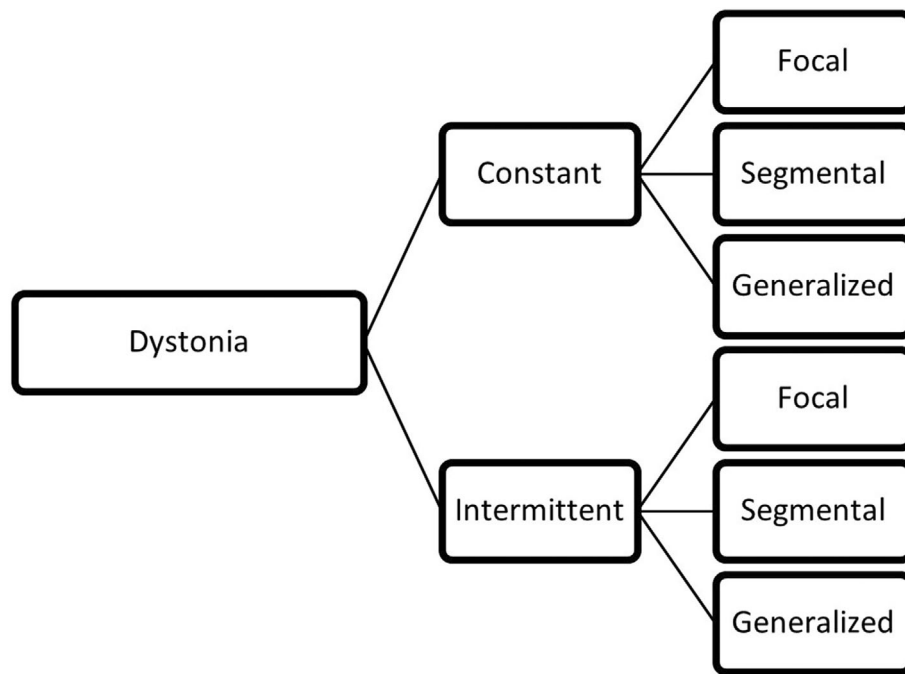 Dystonia
Constant
Focal
Segmental
Generalized
Intermittent
Focal
Segmental
Generalized